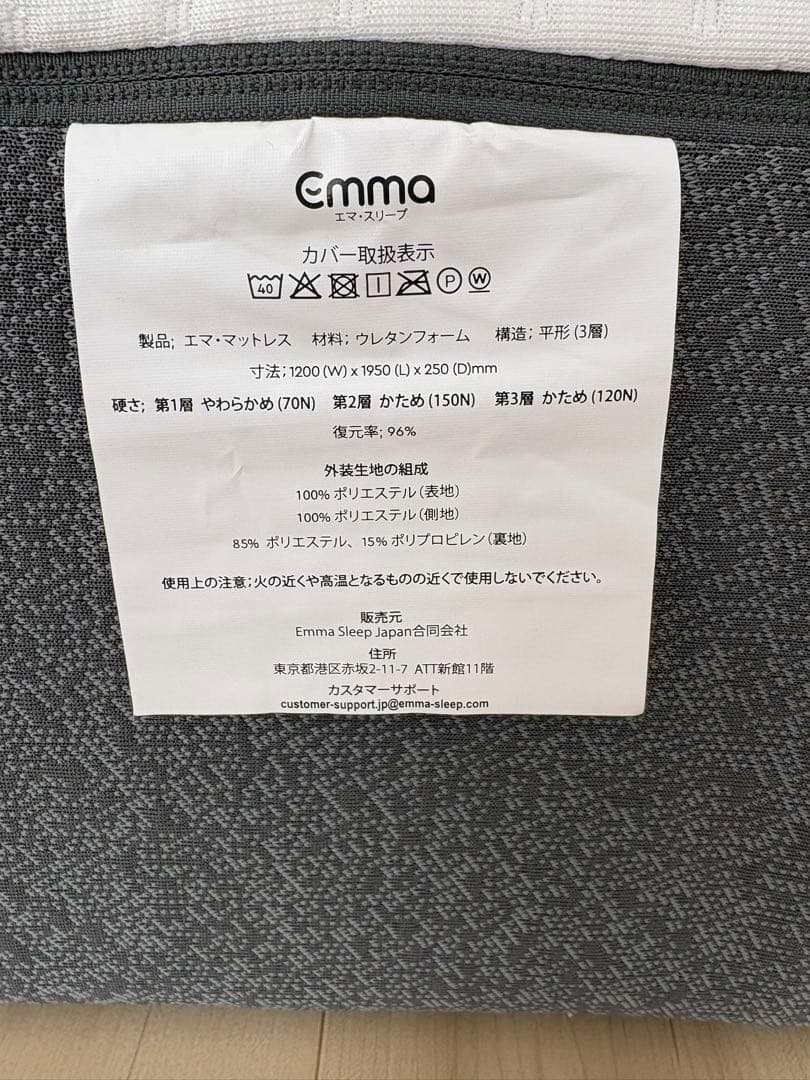 emma
エマ・スリープ
カバー取扱表示
40 P W
製品; エマ・マットレス 材料; ウレタンフォーム 構造; 平形 (3層)
寸法; 1200 (W) x 1950 (L) x 250 (D)mm
硬さ; 第1層 やわらかめ (70N) 第2層 かため (150N) 第3層 かため (120N)
復元率; 96%
外装生地の組成
100% ポリエステル (表地)
100% ポリエステル (側地)
85% ポリエステル、15% ポリプロピレン (裏地)
使用上の注意; 火の近くや高温となるものの近くで使用しないでください。
販売元
Emma Sleep Japan合同会社
住所
東京都港区赤坂2-11-7 ATT新館11階
カスタマーサポート
customer-support.jp@emma-sleep.com